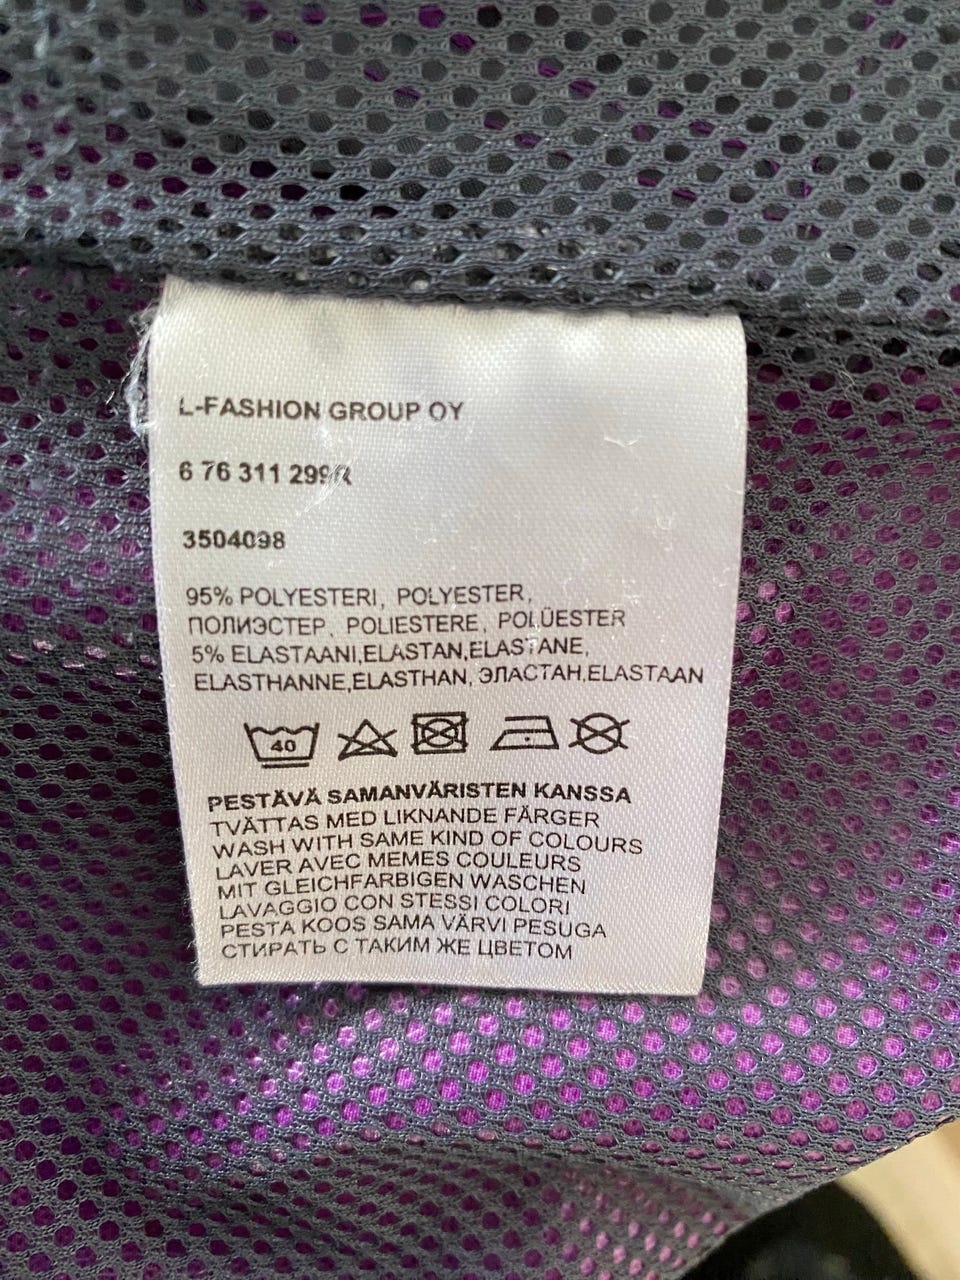 L-FASHION GROUP OY
6 76 311 299R
3504098
95% POLYESTERI, POLYESTER,
ПОЛИЭСТЕР, POLIESTERE, POLÜESTER
5% ELASTAANI,ELASTAN,ELASTANE,
ELASTHANNE,ELASTHAN, ЭЛАСТАН,ELASTAAN
40
PESTÄVÄ SAMANVÄRISTEN KANSSA
TVÄTTAS MED LIKNANDE FÄRGER
WASH WITH SAME KIND OF COLOURS
LAVER AVEC MEMES COULEURS
MIT GLEICHFARBIGEN WASCHEN
LAVAGGIO CON STESSI COLORI
PESTA KOOS SAMA VÄRVI PESUGA
СТИРАТЬ С ТАКИМ ЖЕ ЦВЕТОМ